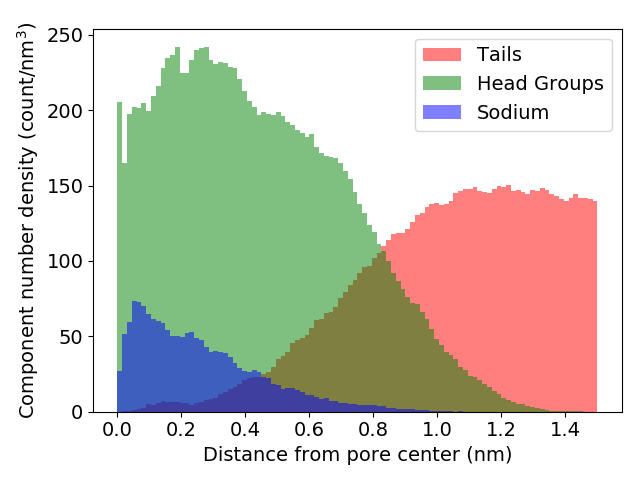 Component number density (count/nm³)
250
200
150
100
50
0
Tails
Head Groups
Sodium
0.0 0.2 0.4 0.6 0.8 1.0 1.2 1.4
Distance from pore center (nm)